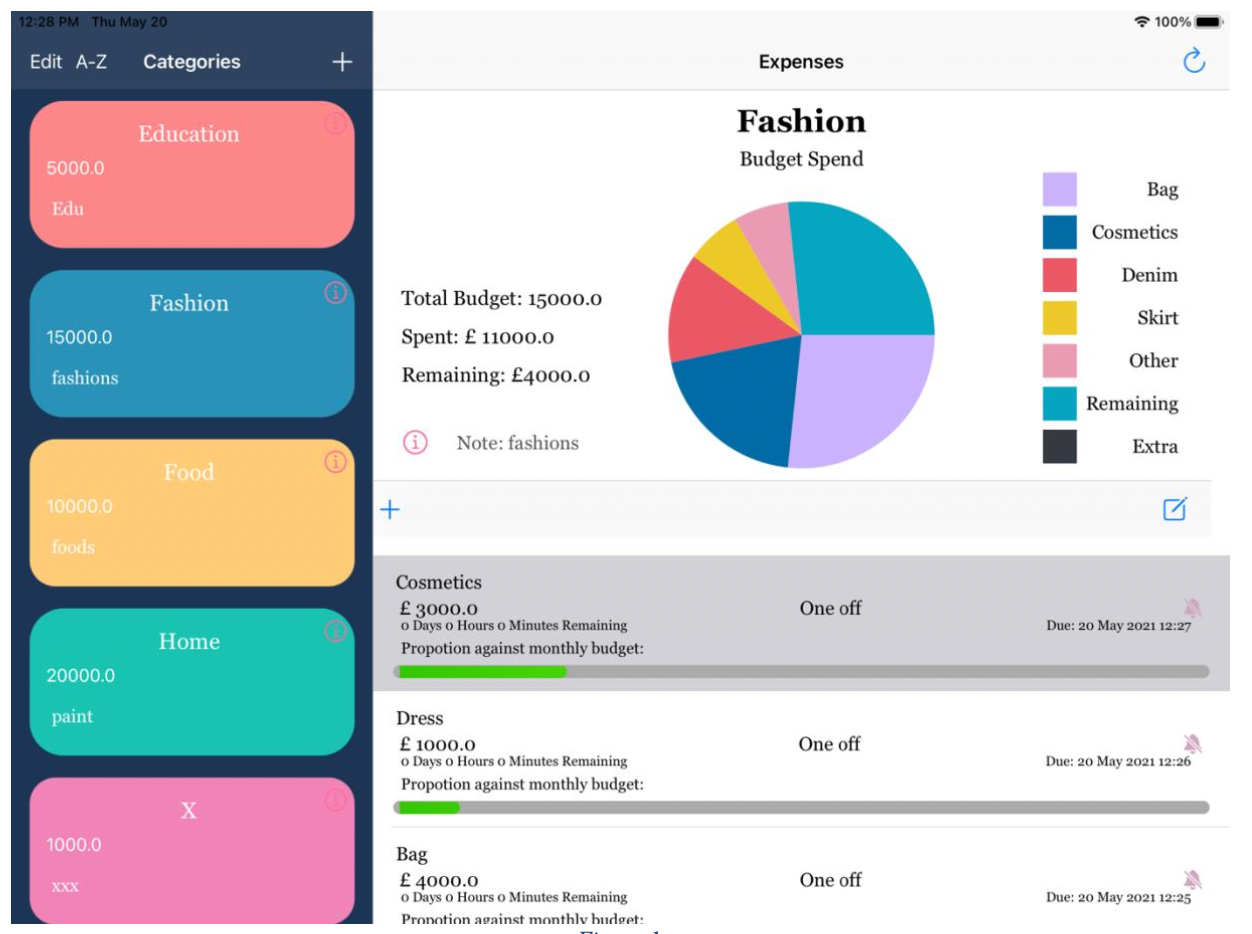 12:28 PM Thu May 20
100%
Edit A-Z Categories +
Education
5000.0
Edu
Fashion
15000.0
fashions
Food
10000.0
foods
Home
20000.0
paint
X
1000.0
xxx
Expenses
Fashion
Budget Spend
Total Budget: 15000.0
Spent: £ 11000.0
Remaining: £4000.0
Note: fashions
Bag
Cosmetics
Denim
Skirt
Other
Remaining
Extra
+
Cosmetics
£ 3000.0 One off
0 Days 0 Hours 0 Minutes Remaining Due: 20 May 2021 12:27
Propotion against monthly budget:
Dress
£ 1000.0 One off
0 Days 0 Hours 0 Minutes Remaining Due: 20 May 2021 12:26
Propotion against monthly budget:
Bag
£ 4000.0 One off
0 Days 0 Hours 0 Minutes Remaining Due: 20 May 2021 12:25
Propotion against monthly budget: